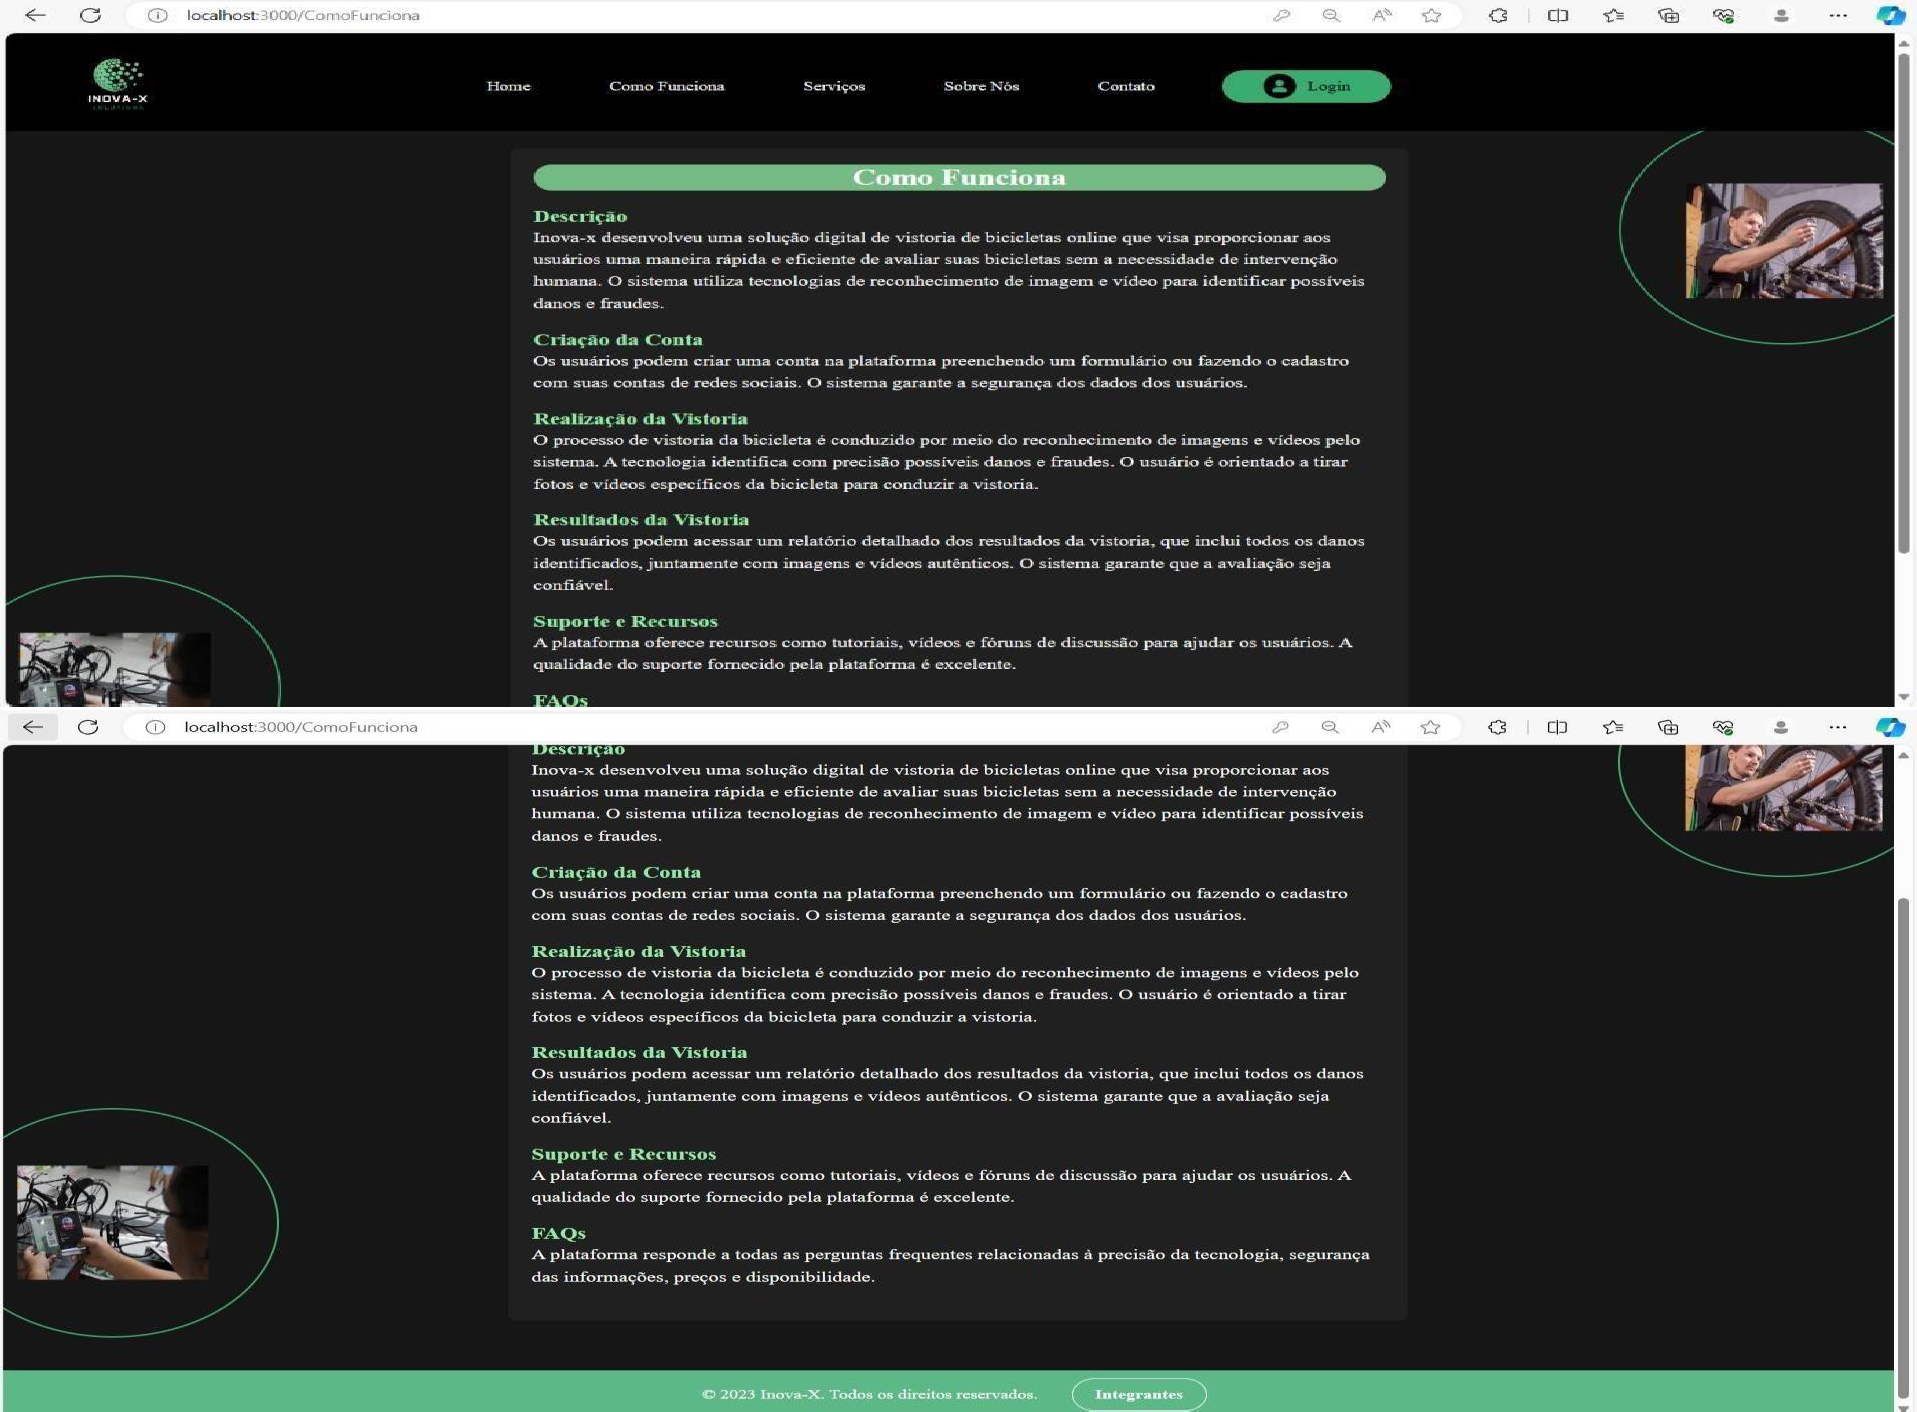 localhost:3000/ComoFunciona
INOVA-X
SOLUTIONS
Home
Como Funciona
Serviços
Sobre Nós
Contato
Login
Como Funciona
Descrição
Inova-x desenvolveu uma solução digital de vistoria de bicicletas online que visa proporcionar aos
usuários uma maneira rápida e eficiente de avaliar suas bicicletas sem a necessidade de intervenção
humana. O sistema utiliza tecnologias de reconhecimento de imagem e vídeo para identificar possíveis
danos e fraudes.
Criação da Conta
Os usuários podem criar uma conta na plataforma preenchendo um formulário ou fazendo o cadastro
com suas contas de redes sociais. O sistema garante a segurança dos dados dos usuários.
Realização da Vistoria
O processo de vistoria da bicicleta é conduzido por meio do reconhecimento de imagens e vídeos pelo
sistema. A tecnologia identifica com precisão possíveis danos e fraudes. O usuário é orientado a tirar
fotos e vídeos específicos da bicicleta para conduzir a vistoria.
Resultados da Vistoria
Os usuários podem acessar um relatório detalhado dos resultados da vistoria, que inclui todos os danos
identificados, juntamente com imagens e vídeos autênticos. O sistema garante que a avaliação seja
confiável.
Suporte e Recursos
A plataforma oferece recursos como tutoriais, vídeos e fóruns de discussão para ajudar os usuários. A
qualidade do suporte fornecido pela plataforma é excelente.
FAQs
localhost:3000/ComoFunciona
Descrição
Inova-x desenvolveu uma solução digital de vistoria de bicicletas online que visa proporcionar aos
usuários uma maneira rápida e eficiente de avaliar suas bicicletas sem a necessidade de intervenção
humana. O sistema utiliza tecnologias de reconhecimento de imagem e vídeo para identificar possíveis
danos e fraudes.
Criação da Conta
Os usuários podem criar uma conta na plataforma preenchendo um formulário ou fazendo o cadastro
com suas contas de redes sociais. O sistema garante a segurança dos dados dos usuários.
Realização da Vistoria
O processo de vistoria da bicicleta é conduzido por meio do reconhecimento de imagens e vídeos pelo
sistema. A tecnologia identifica com precisão possíveis danos e fraudes. O usuário é orientado a tirar
fotos e vídeos específicos da bicicleta para conduzir a vistoria.
Resultados da Vistoria
Os usuários podem acessar um relatório detalhado dos resultados da vistoria, que inclui todos os danos
identificados, juntamente com imagens e vídeos autênticos. O sistema garante que a avaliação seja
confiável.
Suporte e Recursos
A plataforma oferece recursos como tutoriais, vídeos e fóruns de discussão para ajudar os usuários. A
qualidade do suporte fornecido pela plataforma é excelente.
FAQs
A plataforma responde a todas as perguntas frequentes relacionadas à precisão da tecnologia, segurança
das informações, preços e disponibilidade.
© 2023 Inova-X. Todos os direitos reservados.
Integrantes